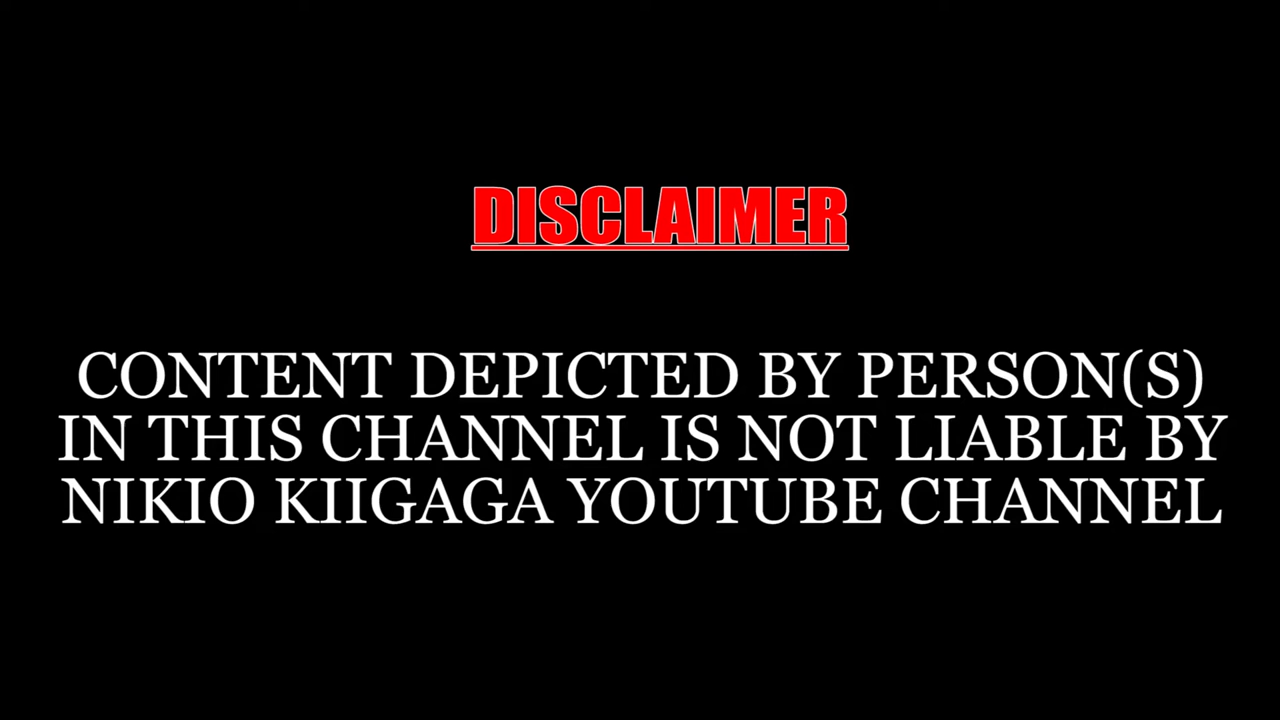 DISCLAIMER
CONTENT DEPICTED BY PERSON(S)
IN THIS CHANNEL IS NOT LIABLE BY
NIKIO KIIGAGA YOUTUBE CHANNEL